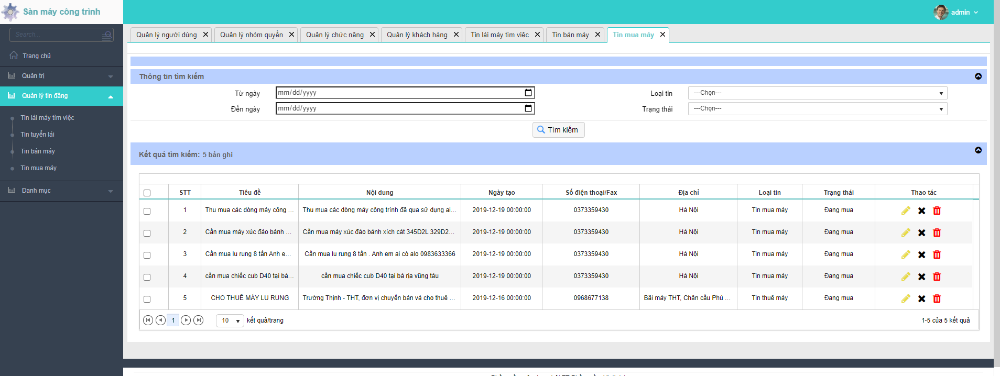 Sàn máy công trình
admin
Search...
Trang chủ
Quản trị
Quản lý tin đăng
Tin lái máy tìm việc
Tin tuyển lái
Tin bán máy
Tin mua máy
Danh mục
Quản lý người dùng Quản lý nhóm quyền Quản lý chức năng Quản lý khách hàng Tin lái máy tìm việc Tin bán máy Tin mua máy
Thông tin tìm kiếm
Từ ngày mm/dd/yyyy Loại tin ---Chọn---
Đến ngày mm/dd/yyyy Trạng thái ---Chọn---
Tìm kiếm
Kết quả tìm kiếm: 5 bản ghi
STT Tiêu đề Nội dung Ngày tạo Số điện thoại/Fax Địa chỉ Loại tin Trạng thái Thao tác
1 Thu mua các dòng máy công ... Thu mua các dòng máy công trình đã qua sử dụng ai... 2019-12-19 00:00:00 0373359430 Hà Nội Tin mua máy Đang mua
2 Cần mua máy xúc đào bánh ... Cần mua máy xúc đào bánh xích cát 345D2L 329D2... 2019-12-19 00:00:00 0373359430 Hà Nội Tin mua máy Đang mua
3 Cần mua lu rung 8 tấn Anh e... Cần mua lu rung 8 tấn . Anh em ai có alo 0983633366 2019-12-19 00:00:00 0373359430 Hà Nội Tin mua máy Đang mua
4 cần mua chiếc cub D40 tại bà... cần mua chiếc cub D40 tại bà rịa vũng tàu 2019-12-19 00:00:00 0373359430 Hà Nội Tin mua máy Đang mua
5 CHO THUÊ MÁY LU RUNG Trường Thịnh - THT, đơn vị chuyển bán và cho thuê ... 2019-12-16 00:00:00 0968677138 Bãi máy THT, Chân cầu Phú ... Tin thuê máy Đang mua
1 10 kết quả/trang 1-5 của 5 kết quả